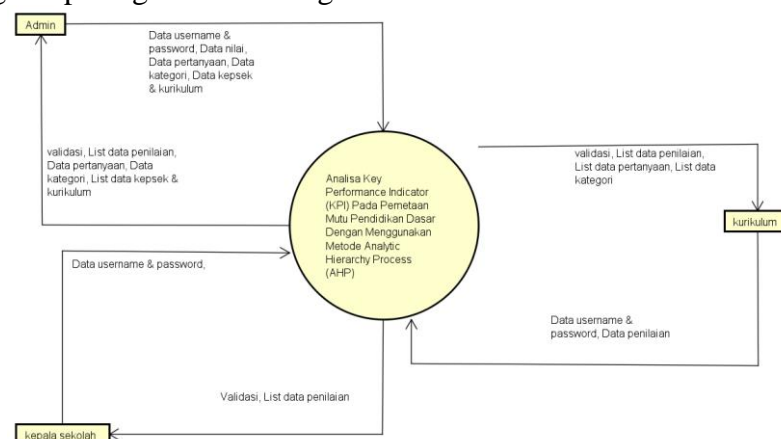 Admin
Data username &
password, Data nilai,
Data pertanyaan, Data
kategori, Data kepsek
& kurikulum
validasi, List data penilaian,
Data pertanyaan, Data
kategori, List data kepsek &
kurikulum
Analisa Key
Performance Indicator
(KPI) Pada Pemetaan
Mutu Pendidikan Dasar
Dengan Menggunakan
Metode Analytic
Hierarchy Process
(AHP)
validasi, List data penilaian,
List data pertanyaan, List data
kategori
kurikulum
Data username & password,
Data username &
password, Data penilaian
Validasi, List data penilaian
kepala sekolah